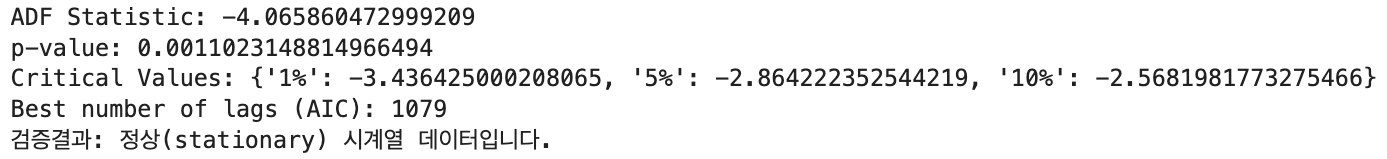 ADF Statistic: -4.065860472999209
p-value: 0.0011023148814966494
Critical Values: {'1%': -3.436425000208065, '5%': -2.864222352544219, '10%': -2.5681981773275466}
Best number of lags (AIC): 1079
검증결과: 정상(stationary) 시계열 데이터입니다.